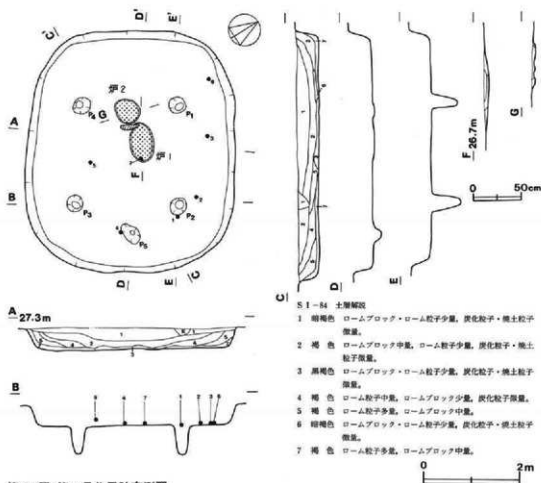 C'
D'
E'
炉2
G
P4
P1
A
4
3
5
炉1
F
B
P3
2
1
P2
P5
D
E
C
A 27.3m
B
C
D
E
F 26.7m
G
0 50cm
SI-84 土層解説
1 暗褐色 ロームブロック・ローム粒子少量，炭化粒子・焼土粒子
微量。
2 褐色 ロームブロック中量，ローム粒子少量，炭化粒子・焼土
粒子微量。
3 黒褐色 ロームブロック・ローム粒子少量，炭化粒子・焼土粒子
微量。
4 褐色 ローム粒子中量，ロームブロック少量，炭化粒子微量。
5 褐色 ローム粒子多量，ロームブロック中量。
6 暗褐色 ロームブロック・ローム粒子少量，炭化粒子・焼土粒子
微量。
7 褐色 ローム粒子多量，ロームブロック中量。
0 2m